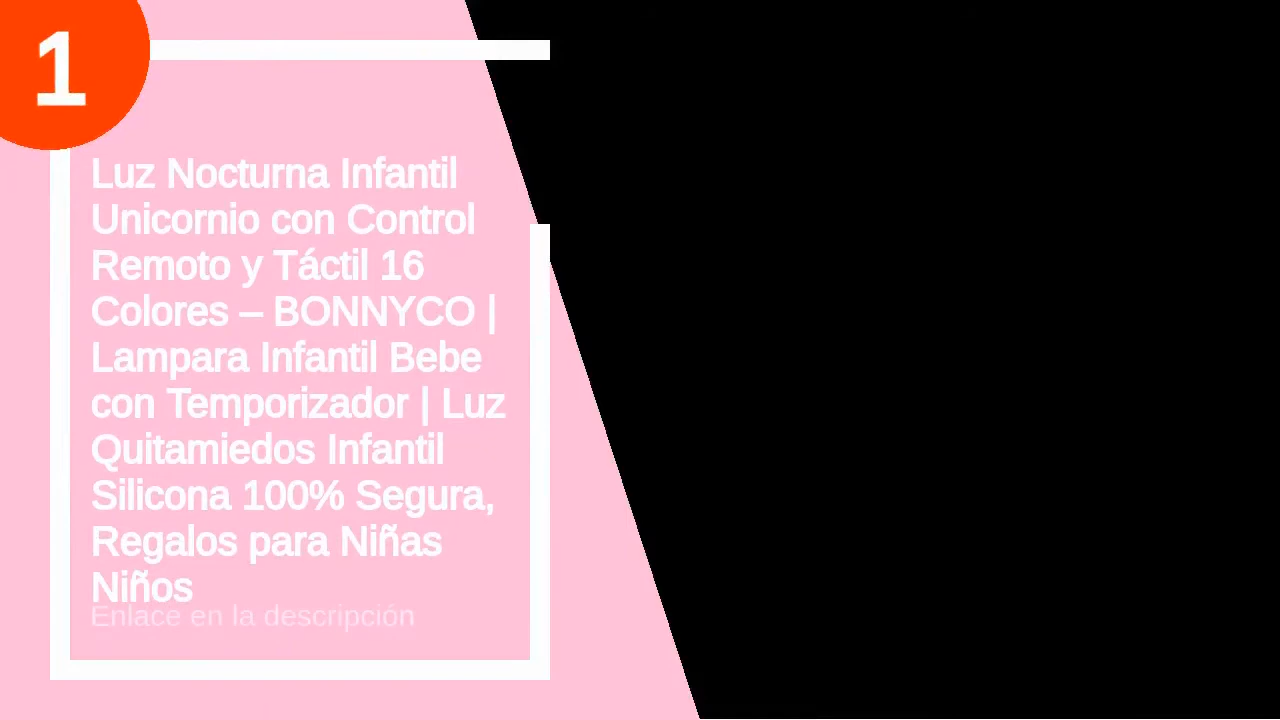 1
Luz Nocturna Infantil
Unicornio con Control
Remoto y Táctil 16
Colores – BONNYCO |
Lampara Infantil Bebe
con Temporizador | Luz
Quitamiedos Infantil
Silicona 100% Segura,
Regalos para Niñas
Niños
Enlace en la descripción